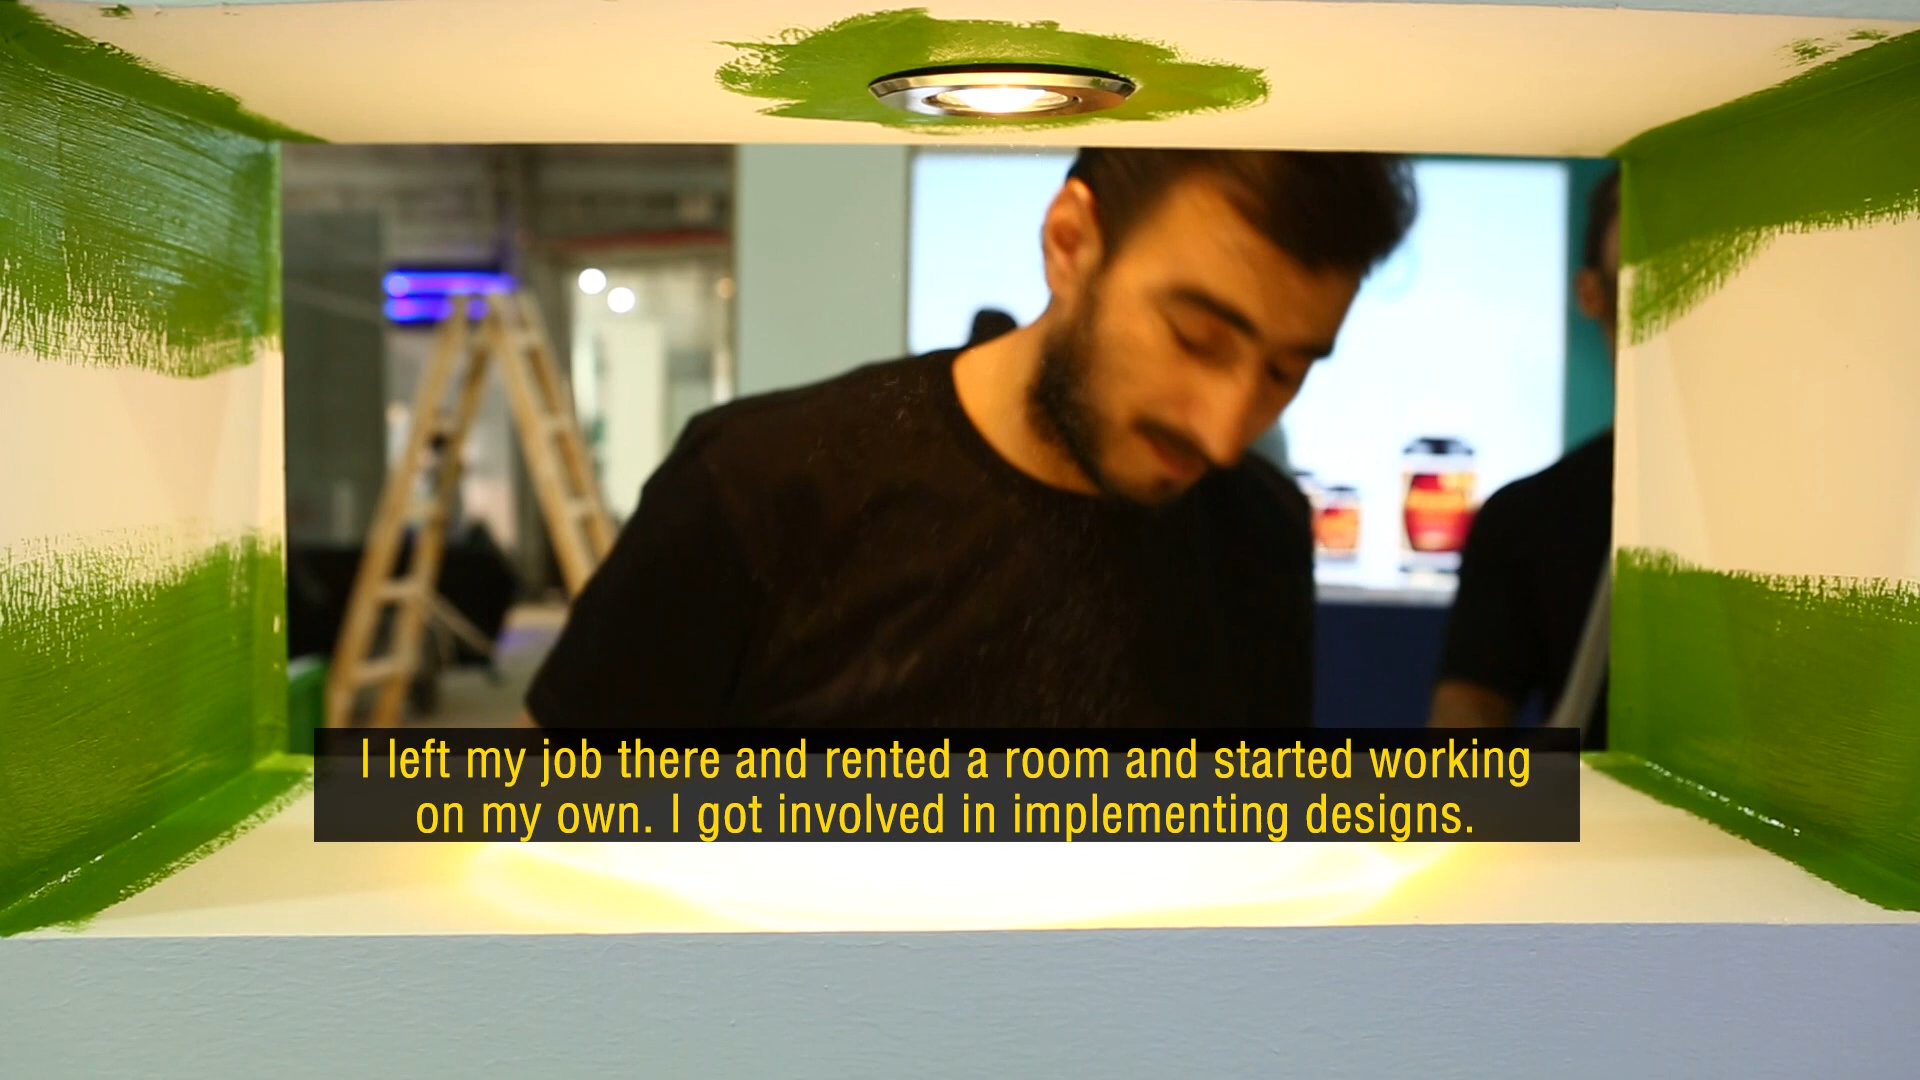 I left my job there and rented a room and started working
on my own. I got involved in implementing designs.